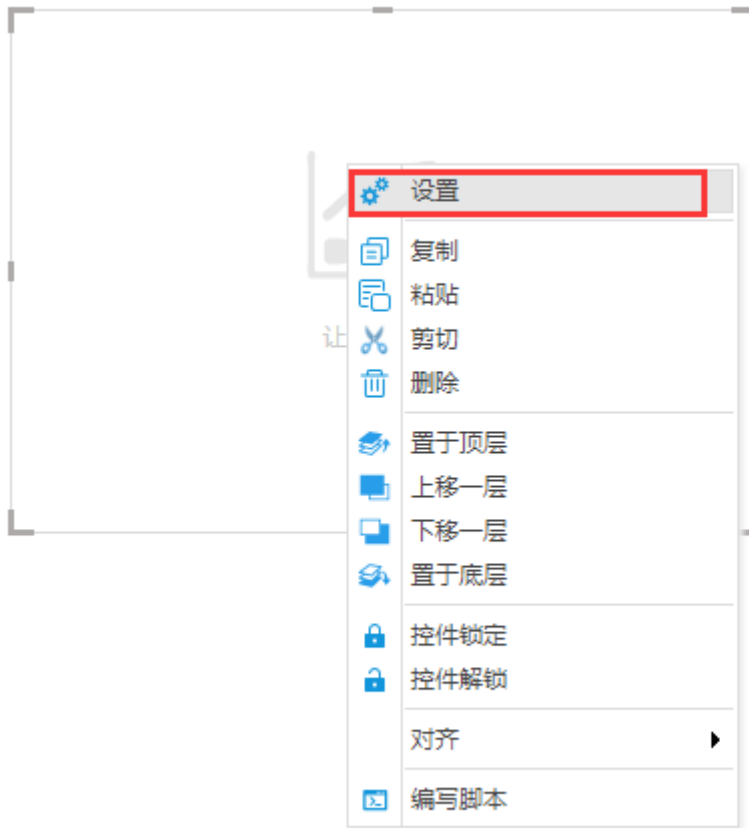 设置
复制
粘贴
让
剪切
删除
置于顶层
上移一层
下移一层
置于底层
控件锁定
控件解锁
对齐
编写脚本